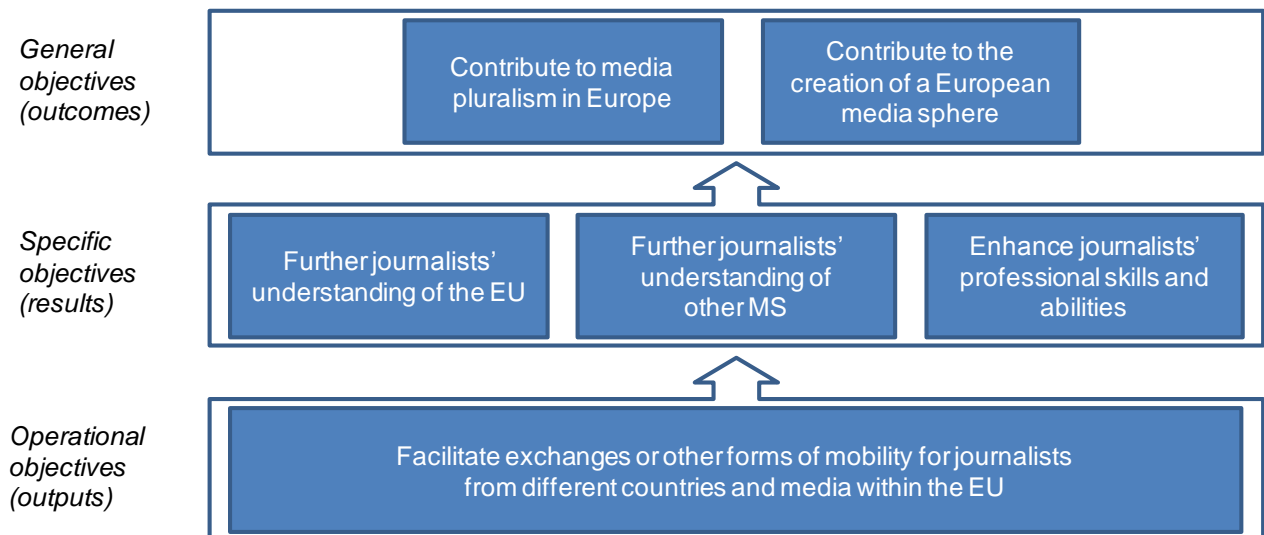 General
objectives
(outcomes)
Contribute to media
pluralism in Europe
Contribute to the
creation of a European
media sphere
Specific
objectives
(results)
Further journalists’
understanding of the EU
Further journalists’
understanding of
other MS
Enhance journalists’
professional skills and
abilities
Operational
objectives
(outputs)
Facilitate exchanges or other forms of mobility for journalists
from different countries and media within the EU